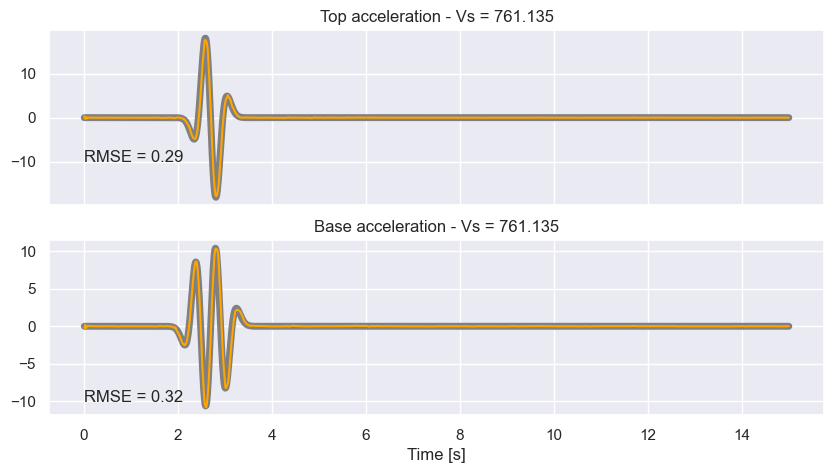 Top acceleration - Vs = 761.135
10
0
−10
RMSE = 0.29
Base acceleration - Vs = 761.135
10
5
0
−5
−10
RMSE = 0.32
0 2 4 6 8 10 12 14
Time [s]